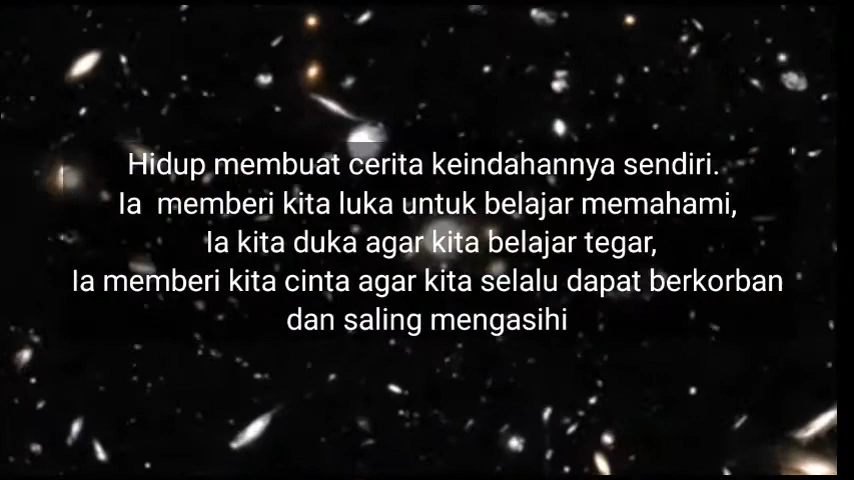 Hidup membuat cerita keindahannya sendiri.
Ia  memberi kita luka untuk belajar memahami,
Ia kita duka agar kita belajar tegar,
Ia memberi kita cinta agar kita selalu dapat berkorban
dan saling mengasihi